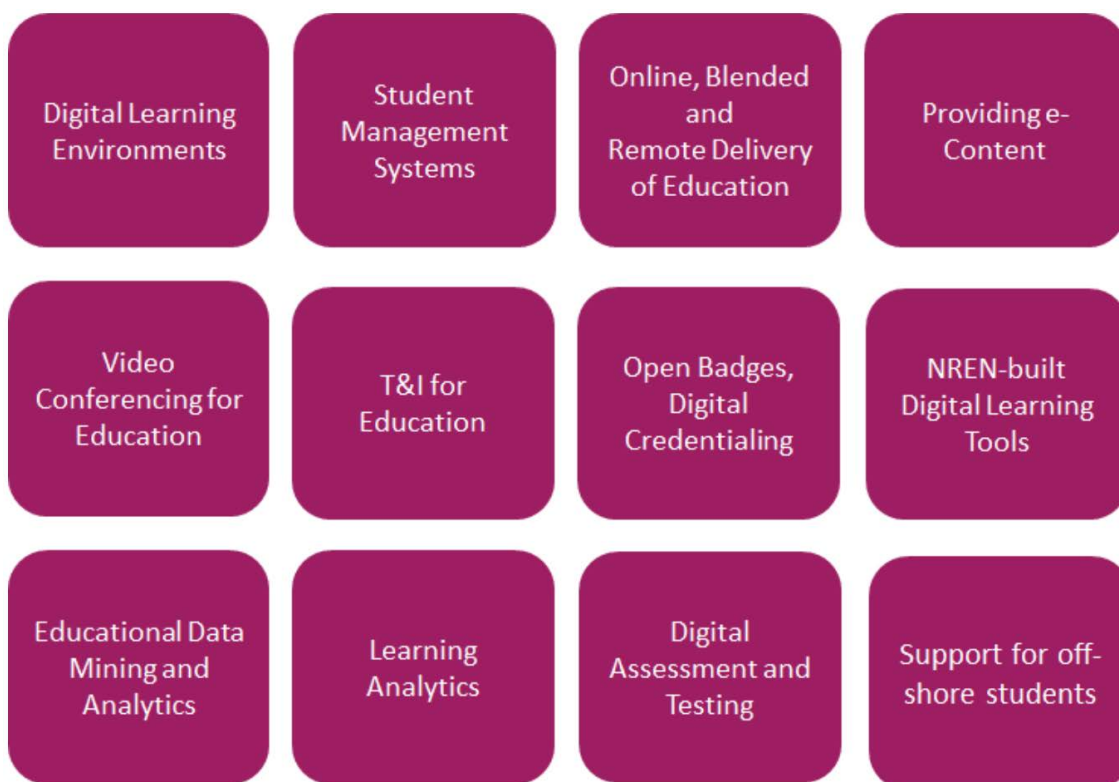 Digital Learning
Environments
Student
Management
Systems
Online, Blended
and
Remote Delivery
of Education
Providing e-
Content
Video
Conferencing for
Education
T&I for
Education
Open Badges,
Digital
Credentialing
NREN-built
Digital Learning
Tools
Educational Data
Mining and
Analytics
Learning
Analytics
Digital
Assessment and
Testing
Support for off-
shore students